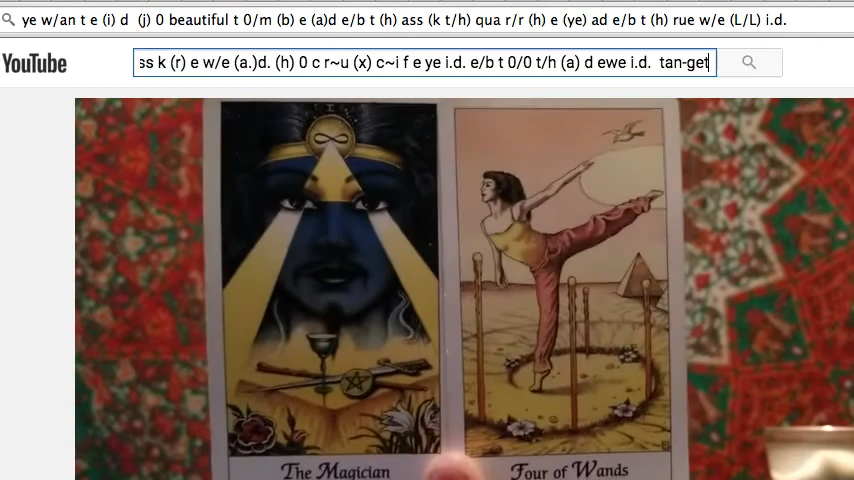 ye w/an t e (i) d  (j) 0 beautiful t 0/m (b) e (a)d e/b t (h) ass (k t/h) qua r/r (h) e (ye) ad e/b t (h) rue w/e (L/L) i.d.
YouTube
ss k (r) e w/e (a.)d. (h) 0 c r~u (x) c~i f e ye i.d. e/b t 0/0 t/h (a) d ewe i.d.  tan-get
The Magician
Four of Wands